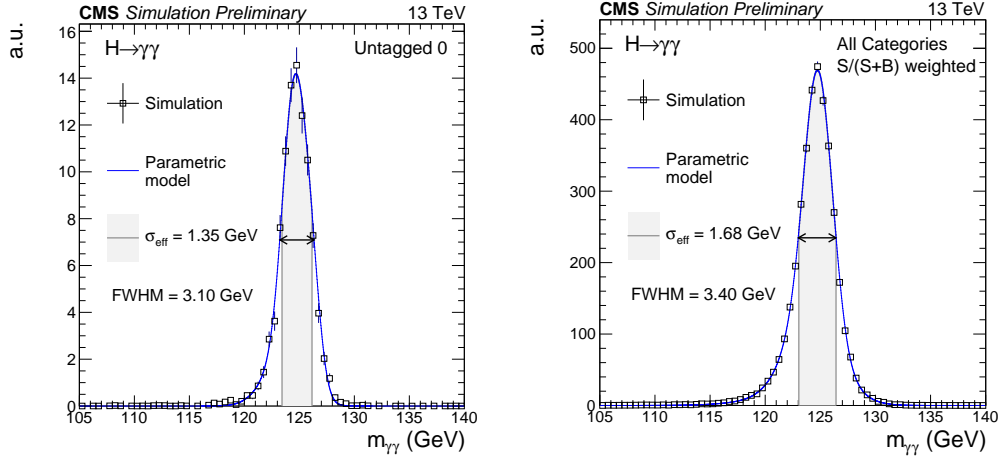 CMS Simulation Preliminary 13 TeV
a.u.
H→γγ Untagged 0
Simulation
Parametric
model
σeff = 1.35 GeV
FWHM = 3.10 GeV
16
14
12
10
8
6
4
2
0
105 110 115 120 125 130 135 140
mγγ (GeV)
CMS Simulation Preliminary 13 TeV
a.u.
H→γγ All Categories
S/(S+B) weighted
Simulation
Parametric
model
σeff = 1.68 GeV
FWHM = 3.40 GeV
500
400
300
200
100
0
105 110 115 120 125 130 135 140
mγγ (GeV)